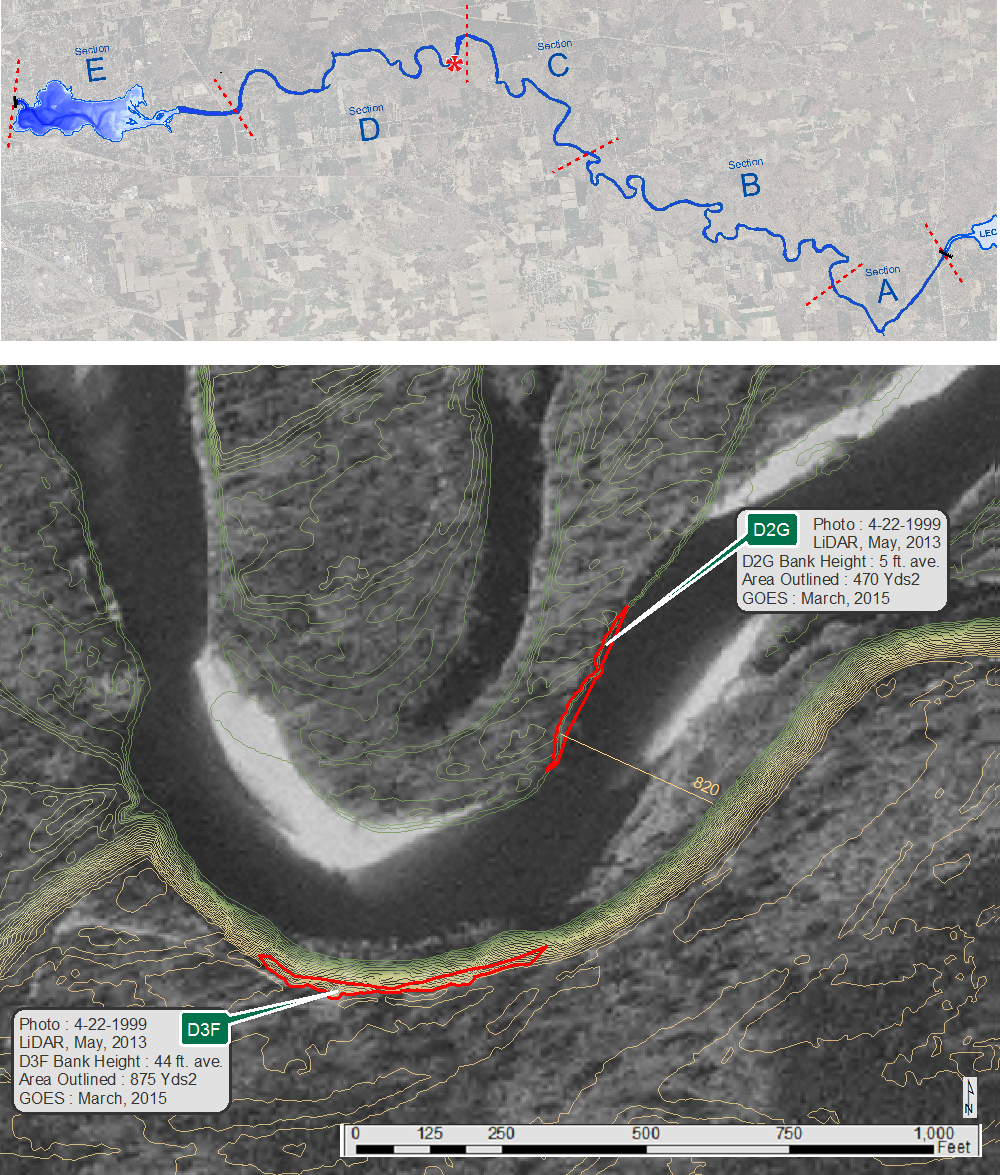 Section
E
Section
D
Section
C
Section
B
Section
A
LEC
D2G
Photo : 4-22-1999
LiDAR, May, 2013
D2G Bank Height : 5 ft. ave.
Area Outlined : 470 Yds2
GOES : March, 2015
820
Photo : 4-22-1999
LiDAR, May, 2013
D3F Bank Height : 44 ft. ave.
Area Outlined : 875 Yds2
GOES : March, 2015
D3F
N
0 125 250 500 750 1,000
Feet